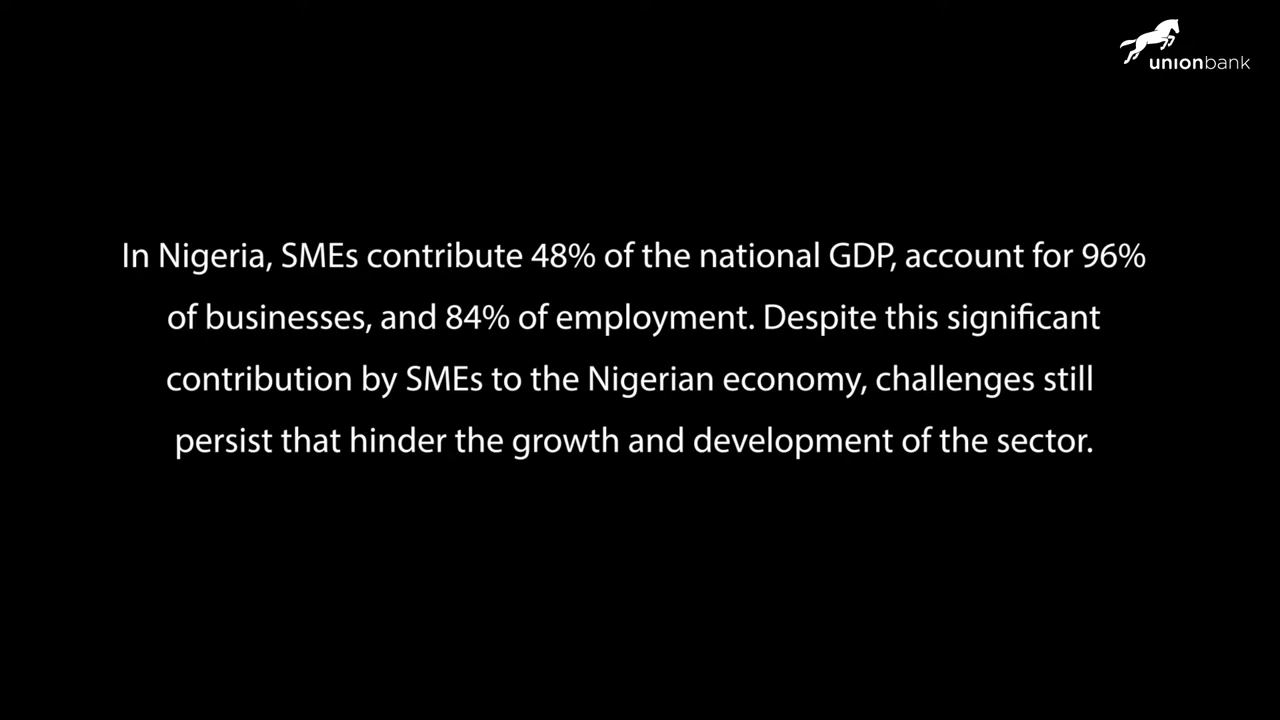 unionbank
In Nigeria, SMEs contribute 48% of the national GDP, account for 96%
of businesses, and 84% of employment. Despite this significant
contribution by SMEs to the Nigerian economy, challenges still
persist that hinder the growth and development of the sector.